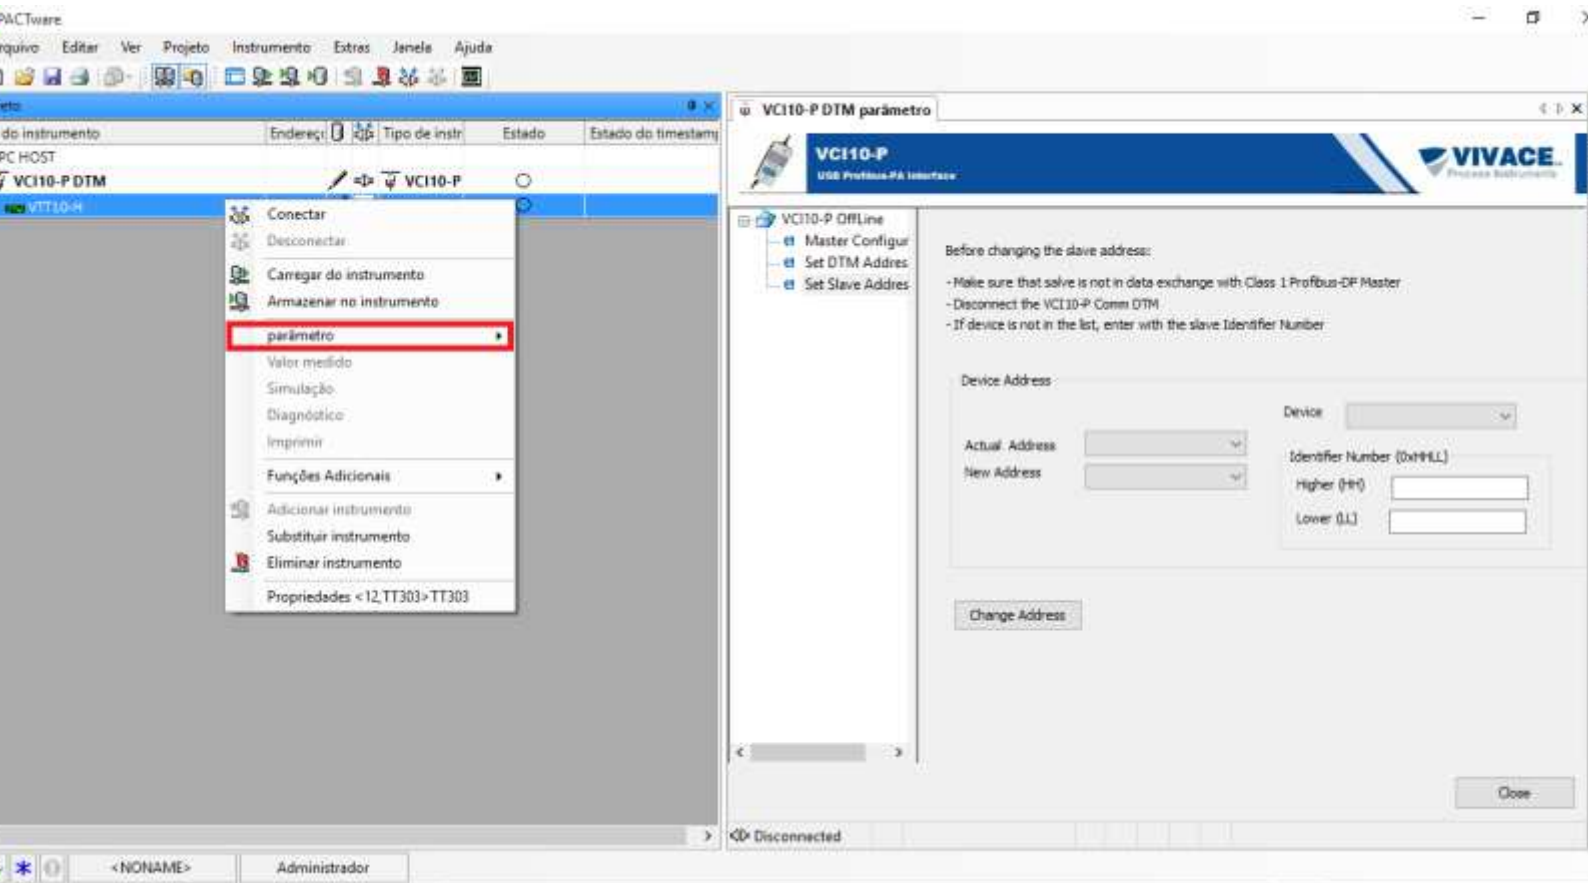 PACTware
rquivo Editar Ver Projeto Instrumento Extras Janela Ajuda
eto
do instrumento Endereç Tipo de instr Estado Estado do timestamp
PC HOST
VCI10-P DTM VCI10-P
VTT10-H
Conectar
Desconectar
Carregar do instrumento
Armazenar no instrumento
parâmetro
Valor medido
Simulação
Diagnóstico
Imprimir
Funções Adicionais
Adicionar instrumento
Substituir instrumento
Eliminar instrumento
Propriedades <12,TT303>TT303
VCI10-P DTM parâmetro
VCI10-P
USB Profibus-PA Interface
VIVACE
Process Instruments
VCI10-P OffLine
Master Configur
Set DTM Addres
Set Slave Addres
Before changing the slave address:
- Make sure that salve is not in data exchange with Class 1 Profibus-DP Master
- Disconnect the VCI10-P Comm DTM
- If device is not in the list, enter with the slave Identifier Number
Device Address
Device
Actual Address
New Address
Identifier Number (0xHHLL)
Higher (HH)
Lower (LL)
Change Address
Close
Disconnected
<NONAME> Administrador